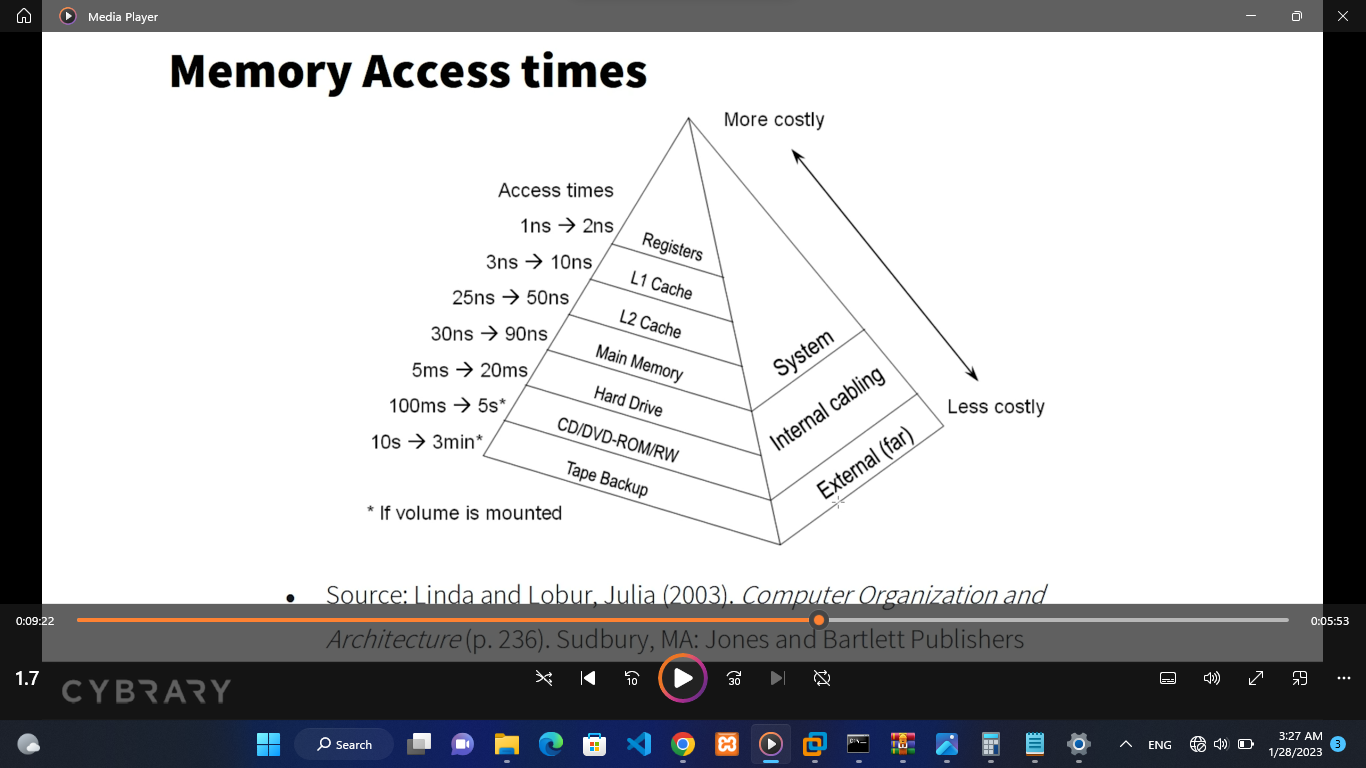 Media Player
Memory Access times
More costly
Access times
1ns → 2ns
Registers
3ns → 10ns
L1 Cache
25ns → 50ns
L2 Cache
30ns → 90ns
Main Memory
System
5ms → 20ms
Hard Drive
Internal cabling
100ms → 5s*
CD/DVD-ROM/RW
Less costly
10s → 3min*
Tape Backup
External (far)
* If volume is mounted
• Source: Linda and Lobur, Julia (2003). Computer Organization and
Architecture (p. 236). Sudbury, MA: Jones and Bartlett Publishers
0:09:22
0:05:53
1.7
CYBRARY
10
30
Search
ENG
3:27 AM
1/28/2023
3